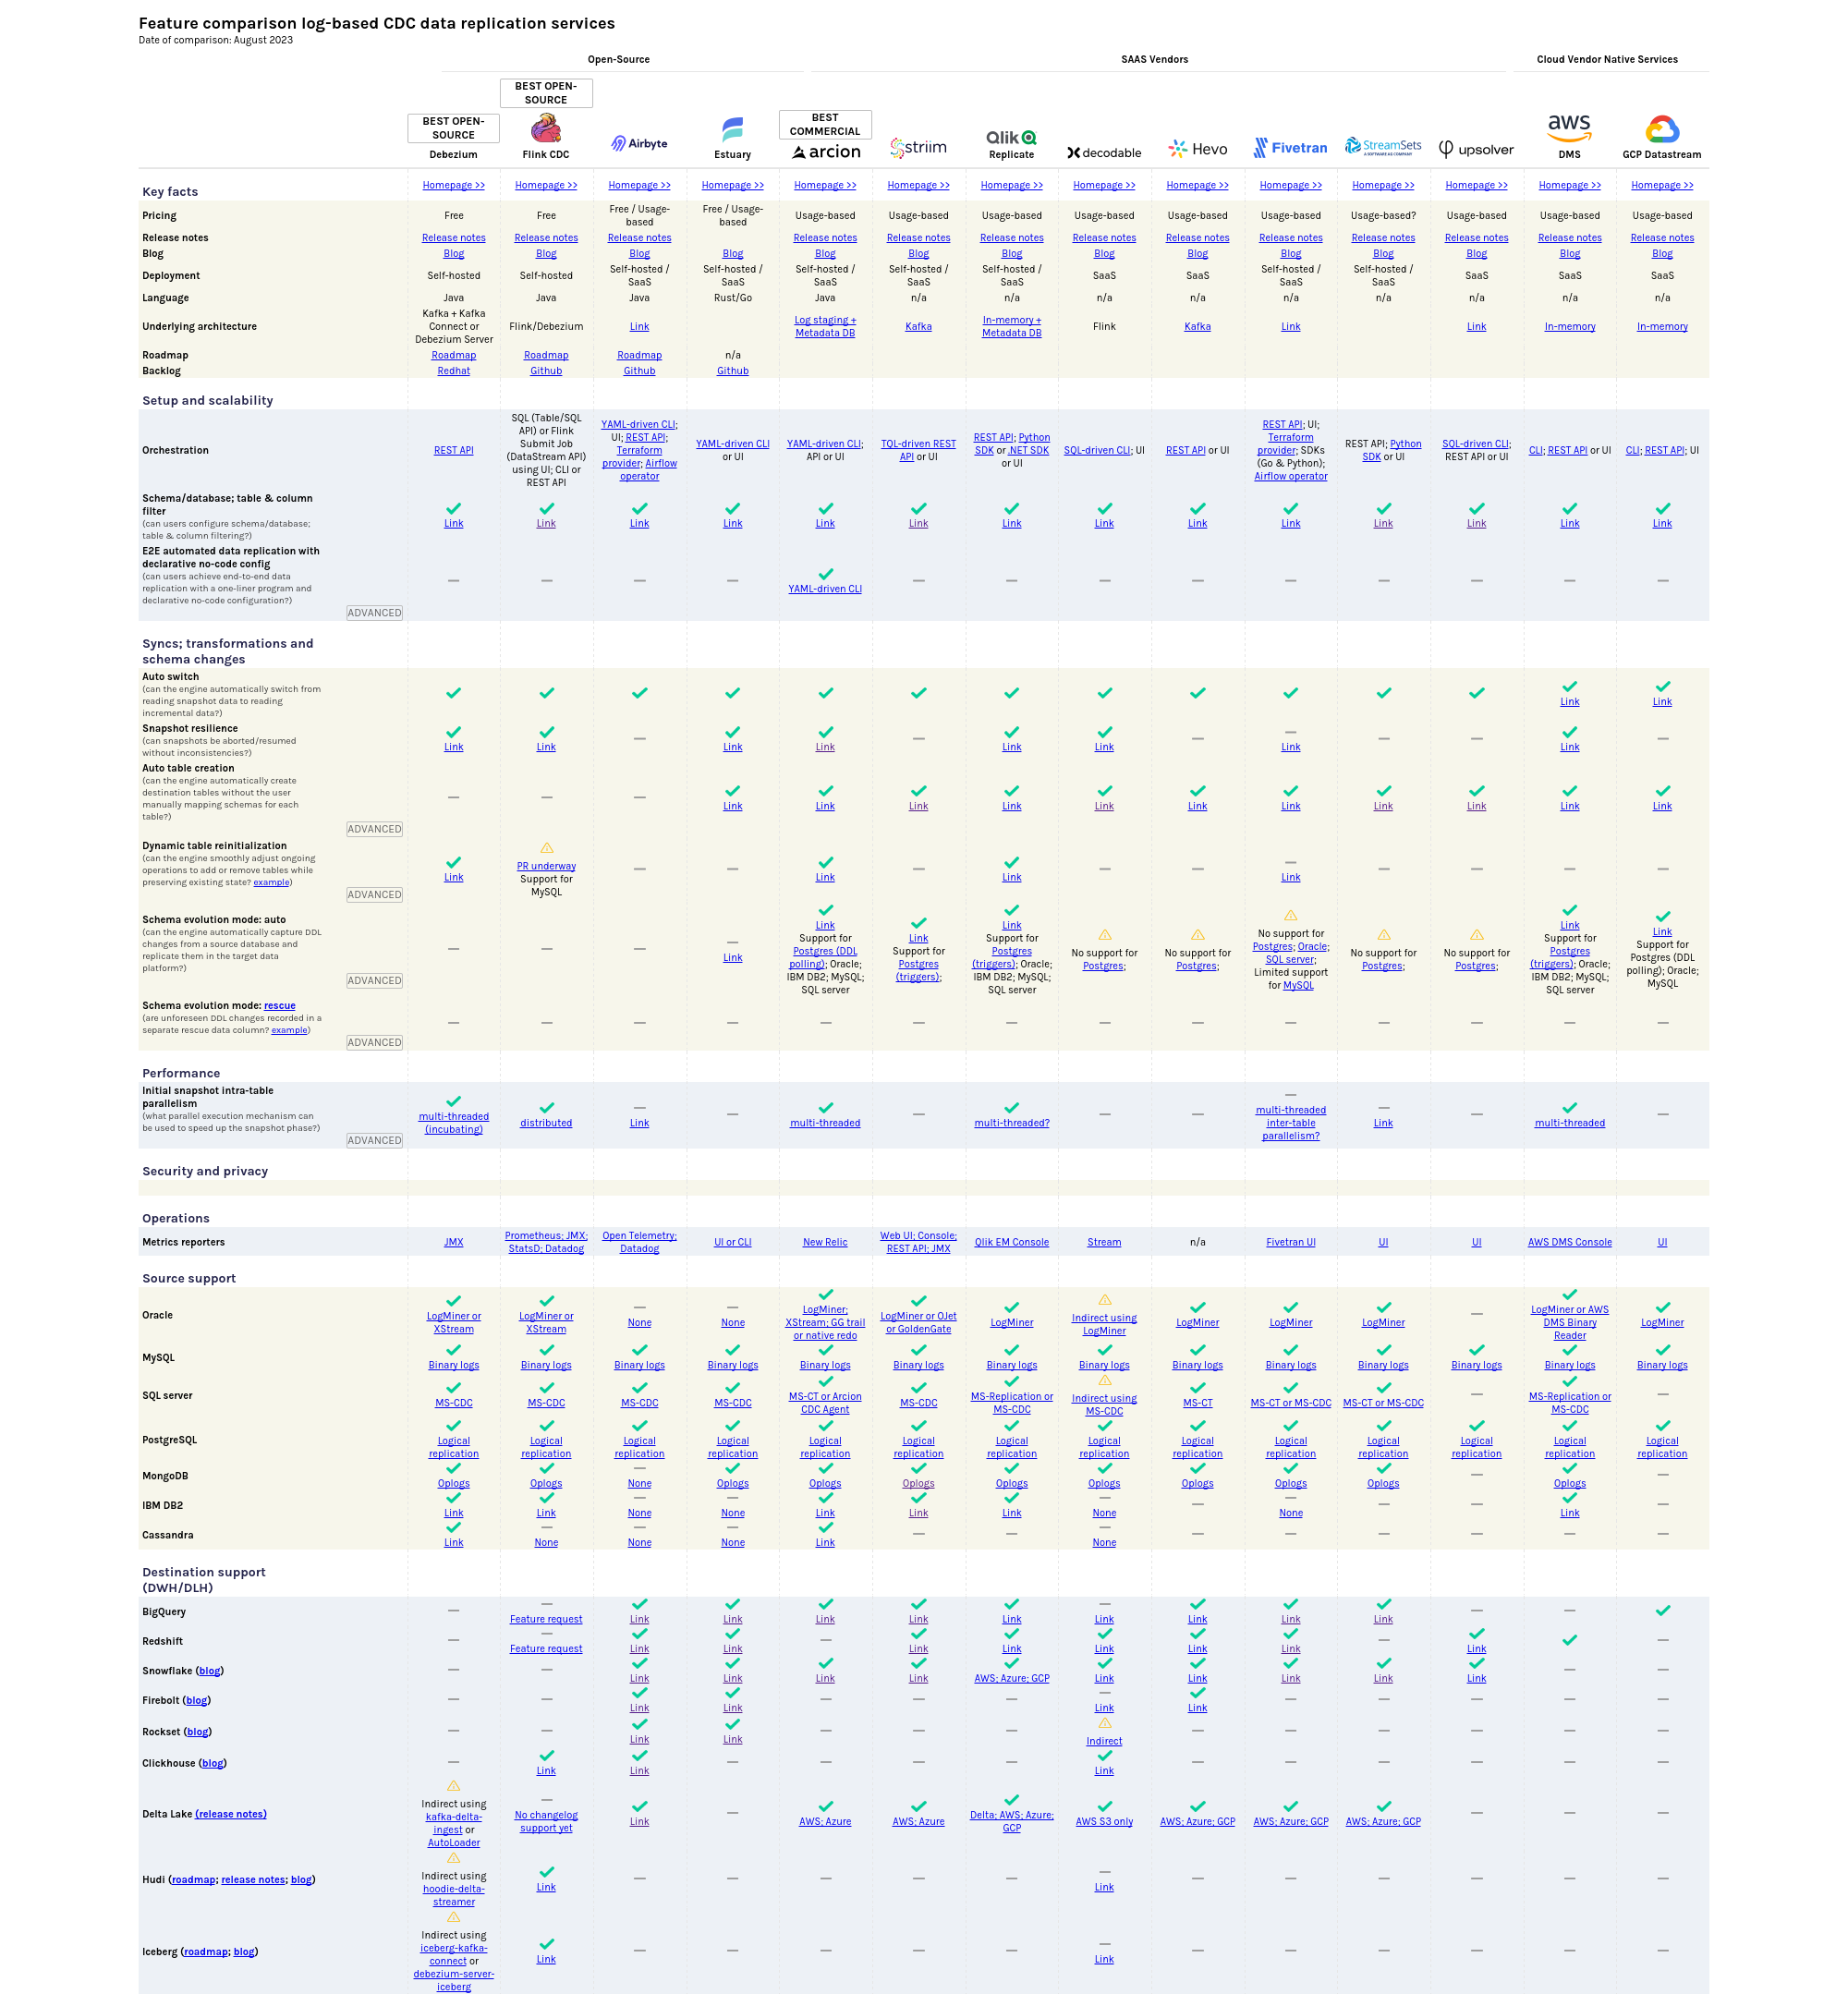 Feature comparison log-based CDC data replication services
Date of comparison: August 2023
Open-Source SAAS Vendors Cloud Vendor Native Services
BEST OPEN-
SOURCE
BEST OPEN-
SOURCE
BEST
COMMERCIAL
Debezium Flink CDC Airbyte Estuary arcion striim Qlik Replicate decodable Hevo Fivetran StreamSets upsolver aws DMS GCP Datastream
Key facts Homepage >> Homepage >> Homepage >> Homepage >> Homepage >> Homepage >> Homepage >> Homepage >> Homepage >> Homepage >> Homepage >> Homepage >> Homepage >> Homepage >>
Pricing Free Free Free / Usage-based Free / Usage-based Usage-based Usage-based Usage-based Usage-based Usage-based Usage-based Usage-based? Usage-based Usage-based Usage-based
Release notes Release notes Release notes Release notes Release notes Release notes Release notes Release notes Release notes Release notes Release notes Release notes Release notes Release notes
Blog Blog Blog Blog Blog Blog Blog Blog Blog Blog Blog Blog Blog Blog Blog
Deployment Self-hosted Self-hosted Self-hosted / SaaS Self-hosted / SaaS Self-hosted / SaaS Self-hosted / SaaS Self-hosted / SaaS SaaS SaaS Self-hosted / SaaS Self-hosted / SaaS SaaS SaaS SaaS
Language Java Java Java Rust/Go Java n/a n/a n/a n/a n/a n/a n/a n/a n/a
Underlying architecture Kafka + Kafka Connect or Debezium Server Flink/Debezium Link Log staging + Metadata DB Kafka In-memory + Metadata DB Flink Kafka Link Link In-memory In-memory
Roadmap Roadmap Roadmap Roadmap n/a
Backlog Redhat Github Github Github
Setup and scalability
Orchestration REST API SQL (Table/SQL API) or Flink Submit Job (DataStream API) using UI; CLI or REST API YAML-driven CLI; UI; REST API; Terraform provider; Airflow operator YAML-driven CLI or UI YAML-driven CLI; API or UI TQL-driven REST API or UI REST API; Python SDK or .NET SDK or UI SQL-driven CLI; UI REST API or UI REST API; UI; Terraform provider; SDKs (Go & Python); Airflow operator REST API; Python SDK or UI SQL-driven CLI; REST API or UI CLI; REST API or UI CLI; REST API; UI
Schema/database; table & column
filter
(can users configure schema/database;
table & column filtering?)
Link Link Link Link Link Link Link Link Link Link Link Link Link Link
E2E automated data replication with
declarative no-code config
(can users achieve end-to-end data
replication with a one-liner program and
declarative no-code configuration?)
YAML-driven CLI
ADVANCED
Syncs; transformations and
schema changes
Auto switch
(can the engine automatically switch from
reading snapshot data to reading
incremental data?)
Link Link
Snapshot resilience
(can snapshots be aborted/resumed
without inconsistencies?)
Link Link Link Link Link Link Link Link
Auto table creation
(can the engine automatically create
destination tables without the user
manually mapping schemas for each
table?)
Link Link Link Link Link Link Link Link Link Link Link
ADVANCED
Dynamic table reinitialization
(can the engine smoothly adjust ongoing
operations to add or remove tables while
preserving existing state? example)
Link PR underway Support for MySQL Link Link Link
ADVANCED
Schema evolution mode: auto
(can the engine automatically capture DDL
changes from a source database and
replicate them in the target data
platform?)
Link
Link Support for Postgres (DDL polling); Oracle; IBM DB2; MySQL; SQL server
Link Support for Postgres (triggers);
Link Support for Postgres (triggers); Oracle; IBM DB2; MySQL; SQL server
No support for Postgres;
No support for Postgres;
No support for Postgres; Oracle; SQL server; Limited support for MySQL
No support for Postgres;
No support for Postgres;
Link Support for Postgres (triggers); Oracle; IBM DB2; MySQL; SQL server
Link Support for Postgres (DDL polling); Oracle; MySQL
ADVANCED
Schema evolution mode: rescue
(are unforeseen DDL changes recorded in a
separate rescue data column? example)
ADVANCED
Performance
Initial snapshot intra-table
parallelism
(what parallel execution mechanism can
be used to speed up the snapshot phase?)
multi-threaded (incubating) distributed Link multi-threaded multi-threaded? multi-threaded inter-table parallelism? Link multi-threaded
ADVANCED
Security and privacy
Operations
Metrics reporters JMX Prometheus; JMX; StatsD; Datadog Open Telemetry; Datadog UI or CLI New Relic Web UI; Console; REST API; JMX Qlik EM Console Stream n/a Fivetran UI UI UI AWS DMS Console UI
Source support
Oracle LogMiner or XStream LogMiner or XStream None None LogMiner; XStream; GG trail or native redo LogMiner or OJet or GoldenGate LogMiner Indirect using LogMiner LogMiner LogMiner LogMiner LogMiner or AWS DMS Binary Reader LogMiner
MySQL Binary logs Binary logs Binary logs Binary logs Binary logs Binary logs Binary logs Binary logs Binary logs Binary logs Binary logs Binary logs Binary logs Binary logs
SQL server MS-CDC MS-CDC MS-CDC MS-CDC MS-CT or Arcion CDC Agent MS-CDC MS-Replication or MS-CDC Indirect using MS-CDC MS-CT MS-CT or MS-CDC MS-CT or MS-CDC MS-Replication or MS-CDC
PostgreSQL Logical replication Logical replication Logical replication Logical replication Logical replication Logical replication Logical replication Logical replication Logical replication Logical replication Logical replication Logical replication Logical replication Logical replication
MongoDB Oplogs Oplogs None Oplogs Oplogs Oplogs Oplogs Oplogs Oplogs Oplogs Oplogs Oplogs
IBM DB2 Link Link None None Link Link Link None None Link
Cassandra Link None None None Link None
Destination support
(DWH/DLH)
BigQuery Feature request Link Link Link Link Link Link Link Link Link
Redshift Feature request Link Link Link Link Link Link Link Link
Snowflake (blog) Link Link Link Link AWS; Azure; GCP Link Link Link Link Link
Firebolt (blog) Link Link Link Link
Rockset (blog) Link Link Indirect
Clickhouse (blog) Link Link Link
Delta Lake (release notes) Indirect using kafka-delta-ingest or AutoLoader No changelog support yet Link AWS; Azure AWS; Azure Delta; AWS; Azure; GCP AWS S3 only AWS; Azure; GCP AWS; Azure; GCP AWS; Azure; GCP
Hudi (roadmap; release notes; blog) Indirect using hoodie-delta-streamer Link Link
Iceberg (roadmap; blog) Indirect using iceberg-kafka-connect or debezium-server-iceberg Link Link